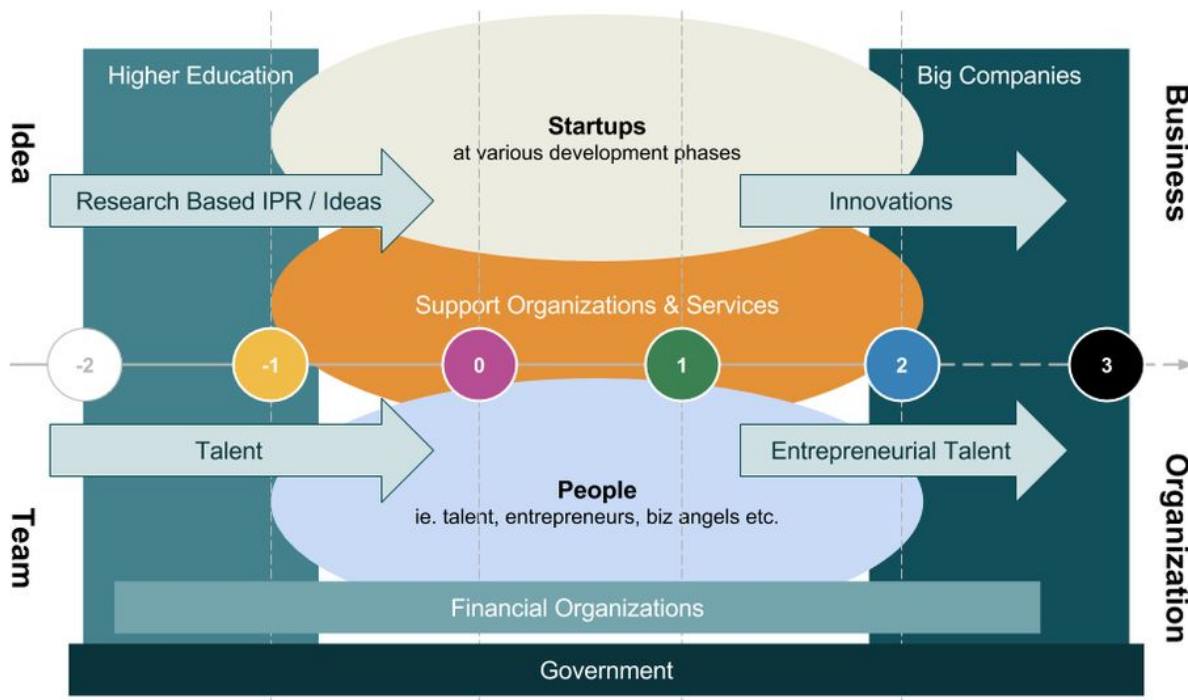 Higher Education
Big Companies
Idea
Business
Startups
at various development phases
Research Based IPR / Ideas
Innovations
Support Organizations & Services
-2
-1
0
1
2
3
Talent
Entrepreneurial Talent
Team
Organization
People
ie. talent, entrepreneurs, biz angels etc.
Financial Organizations
Government